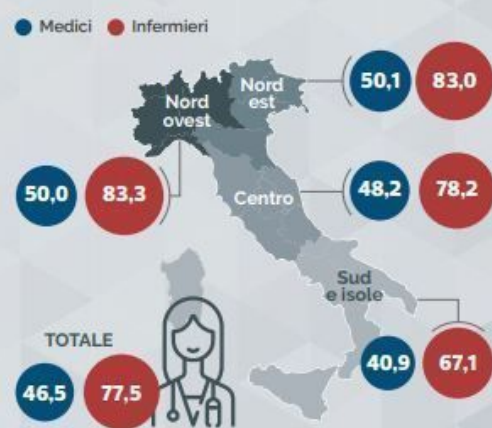 Medici Infermieri
Nord
est
50,1 83,0
Nord
ovest
50,0 83,3
Centro
48,2 78,2
Sud
e isole
40,9 67,1
TOTALE
46,5 77,5